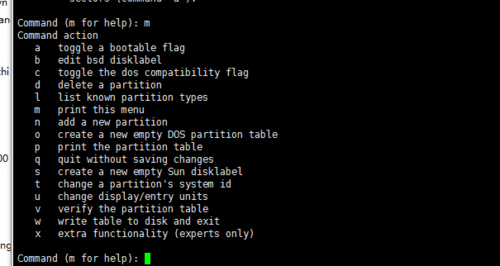 Command (m for help): m
Command action
   a   toggle a bootable flag
   b   edit bsd disklabel
   c   toggle the dos compatibility flag
   d   delete a partition
   l   list known partition types
   m   print this menu
   n   add a new partition
   o   create a new empty DOS partition table
   p   print the partition table
   q   quit without saving changes
   s   create a new empty Sun disklabel
   t   change a partition's system id
   u   change display/entry units
   v   verify the partition table
   w   write table to disk and exit
   x   extra functionality (experts only)
Command (m for help):